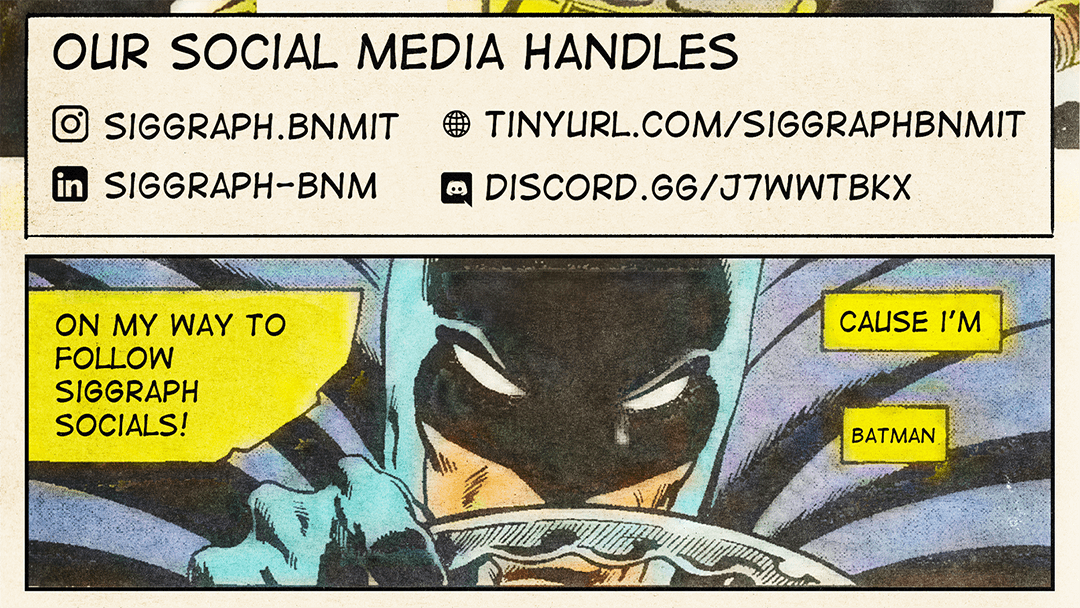 OUR SOCIAL MEDIA HANDLES
SIGGRAPH.BNMIT
TINYURL.COM/SIGGRAPHBNMIT
in SIGGRAPH-BNM
DISCORD.GG/J7WWTBKX
ON MY WAY TO
FOLLOW
SIGGRAPH
SOCIALS!
CAUSE I'M
BATMAN